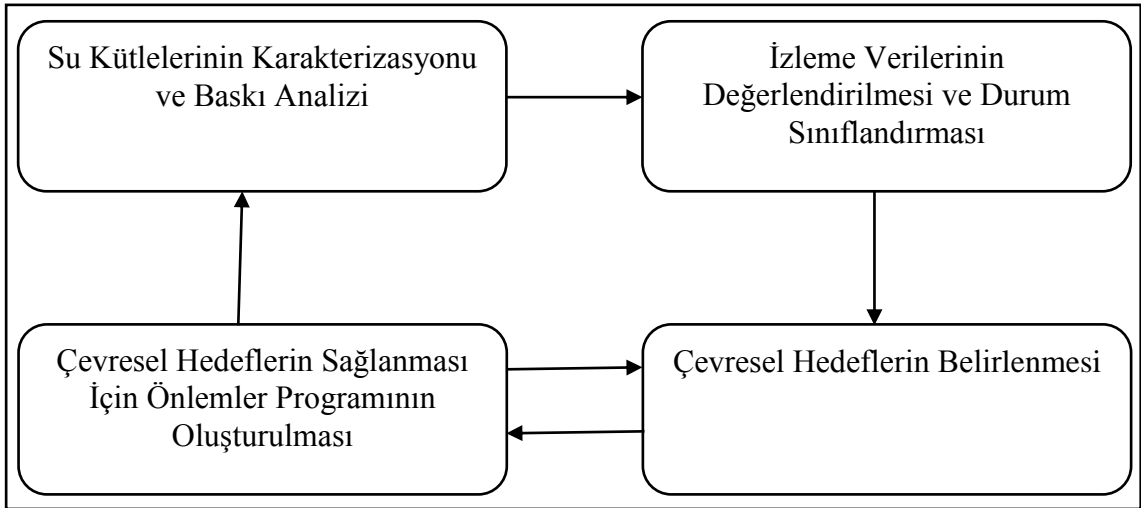 Su Kütlelerinin Karakterizasyonu
ve Baskı Analizi
İzleme Verilerinin
Değerlendirilmesi ve Durum
Sınıflandırması
Çevresel Hedeflerin Sağlanması
İçin Önlemler Programının
Oluşturulması
Çevresel Hedeflerin Belirlenmesi